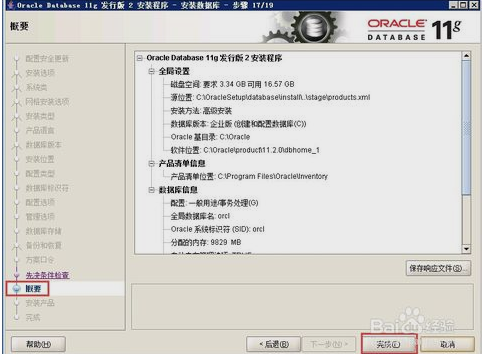 Oracle Database 11g 发行版 2 安装程序 - 安装数据库 - 步骤 17/19
概要
ORACLE 11g
DATABASE
配置安全更新
安装选项
系统类
网格安装选项
安装类型
产品语言
数据库版本
安装位置
配置类型
数据库标识符
配置选项
管理选项
数据库存储
备份和恢复
方案口令
先决条件检查
概要
安装产品
完成
Oracle Database 11g 发行版 2 安装程序
全局设置
磁盘空间: 要求 3.34 GB 可用 16.57 GB
源位置: C:\OracleSetup\database\install\..\stage\products.xml
安装方法: 高级安装
数据库版本: 企业版 (创建和配置数据库(C))
Oracle 基目录: C:\Oracle
软件位置: C:\Oracle\product\11.2.0\dbhome_1
产品清单信息
产品清单位置: C:\Program Files\Oracle\Inventory
数据库信息
配置: 一般用途/事务处理(G)
全局数据库名: orcl
Oracle 系统标识符 (SID): orcl
分配的内存: 9829 MB
保存响应文件(S)...
帮助(H)
< 后退(B)
下一步(N) >
完成(F)
取消
Baidu 经验